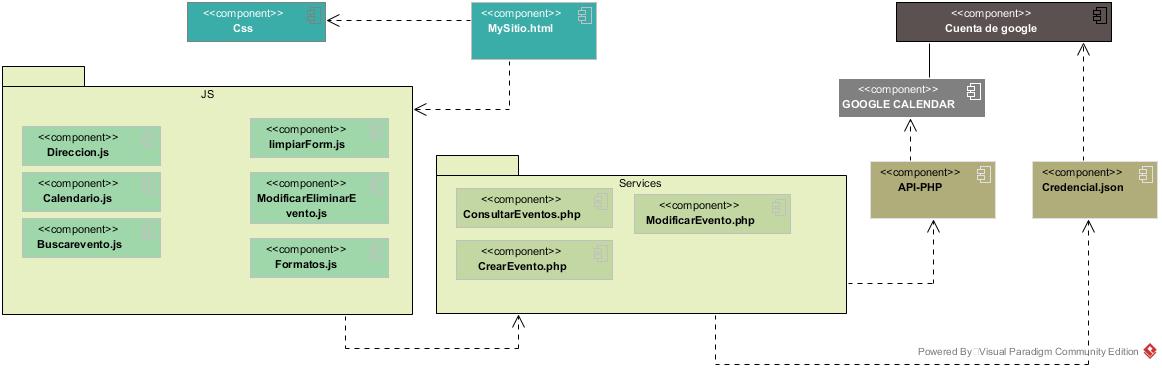 <<component>>
Css
<<component>>
MySitio.html
<<component>>
Cuenta de google
<<component>>
GOOGLE CALENDAR
JS
<<component>>
Direccion.js
<<component>>
limpiarForm.js
<<component>>
Calendario.js
<<component>>
ModificarEliminarE
vento.js
<<component>>
Buscarevento.js
<<component>>
Formatos.js
Services
<<component>>
ConsultarEventos.php
<<component>>
ModificarEvento.php
<<component>>
CrearEvento.php
<<component>>
API-PHP
<<component>>
Credencial.json
Powered By Visual Paradigm Community Edition